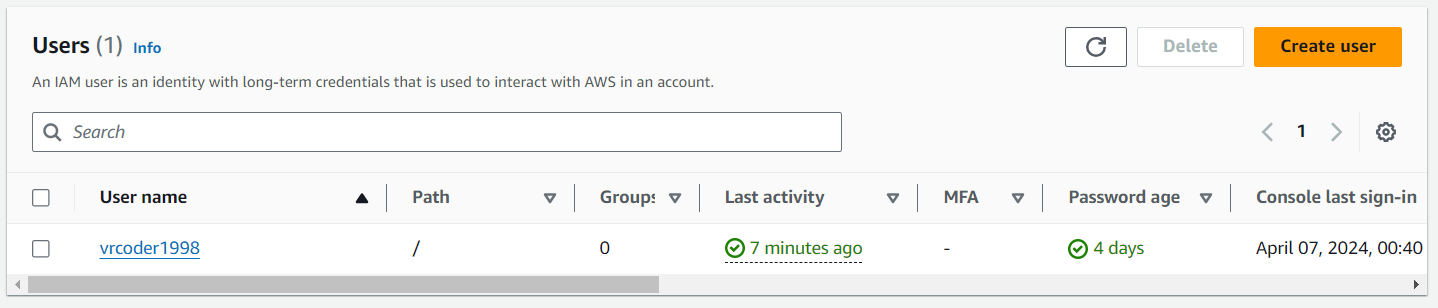 Users (1) Info
Delete
Create user
An IAM user is an identity with long-term credentials that is used to interact with AWS in an account.
Search
1
User name Path Groups Last activity MFA Password age Console last sign-in
vrcoder1998 / 0 7 minutes ago - 4 days April 07, 2024, 00:40